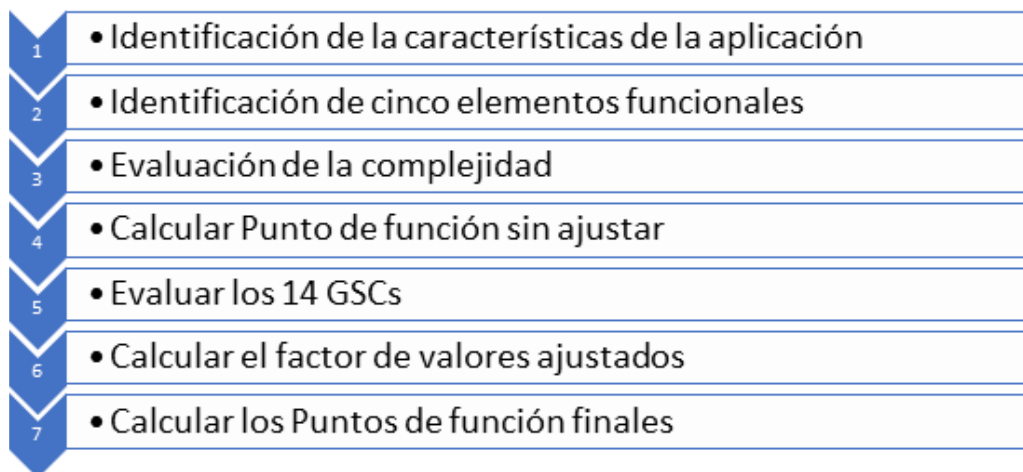 1 • Identificación de la características de la aplicación
2 • Identificación de cinco elementos funcionales
3 • Evaluación de la complejidad
4 • Calcular Punto de función sin ajustar
5 • Evaluar los 14 GSCs
6 • Calcular el factor de valores ajustados
7 • Calcular los Puntos de función finales